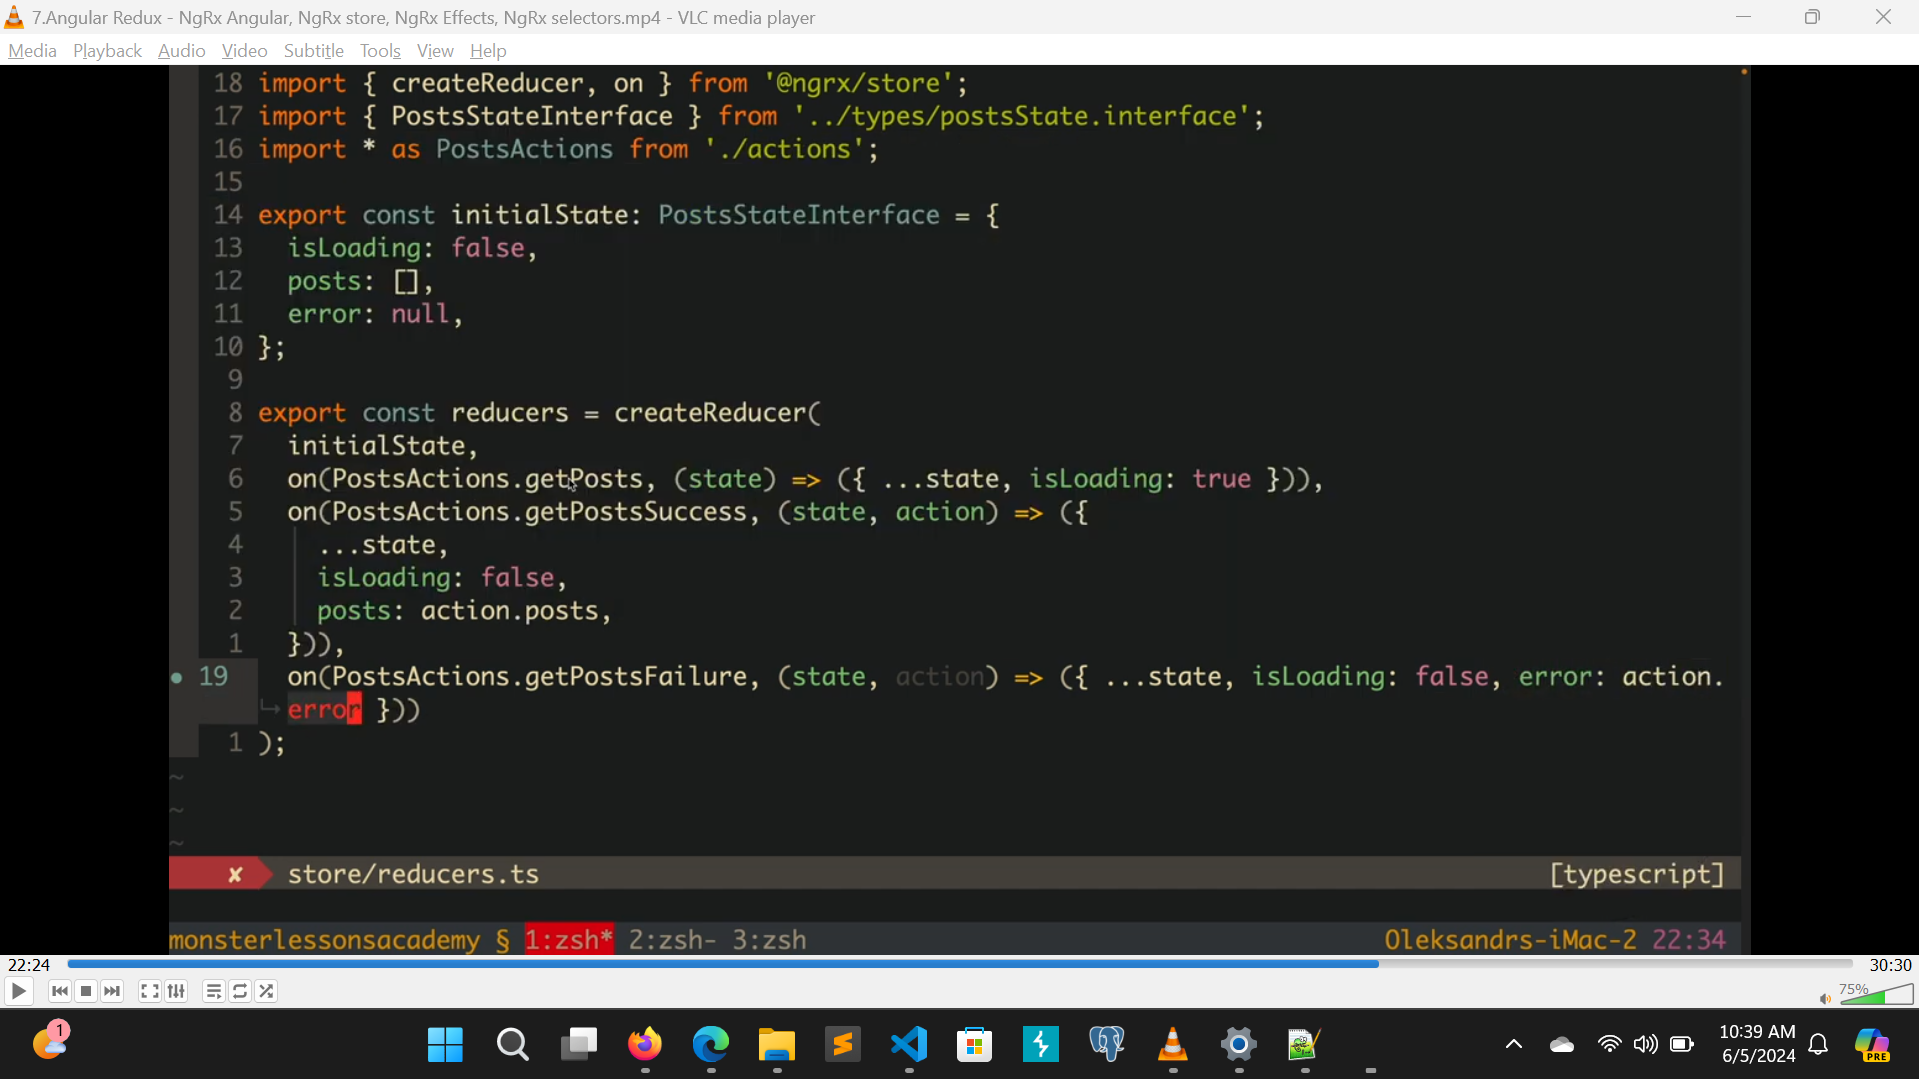 7.Angular Redux - NgRx Angular, NgRx store, NgRx Effects, NgRx selectors.mp4 - VLC media player
Media Playback Audio Video Subtitle Tools View Help
18 import { createReducer, on } from '@ngrx/store';
17 import { PostsStateInterface } from '../types/postsState.interface';
16 import * as PostsActions from './actions';
15
14 export const initialState: PostsStateInterface = {
13 isLoading: false,
12 posts: [],
11 error: null,
10 };
9
8 export const reducers = createReducer(
7 initialState,
6 on(PostsActions.getPosts, (state) => ({ ...state, isLoading: true })),
5 on(PostsActions.getPostsSuccess, (state, action) => ({
4 ...state,
3 isLoading: false,
2 posts: action.posts,
1 })),
19 on(PostsActions.getPostsFailure, (state, action) => ({ ...state, isLoading: false, error: action.
error }))
1 );
~
~
~
✘ store/reducers.ts [typescript]
monsterlessonsacademy § 1:zsh* 2:zsh- 3:zsh Oleksandrs-iMac-2 22:34
22:24 30:30
75%
1
10:39 AM
6/5/2024
PRE